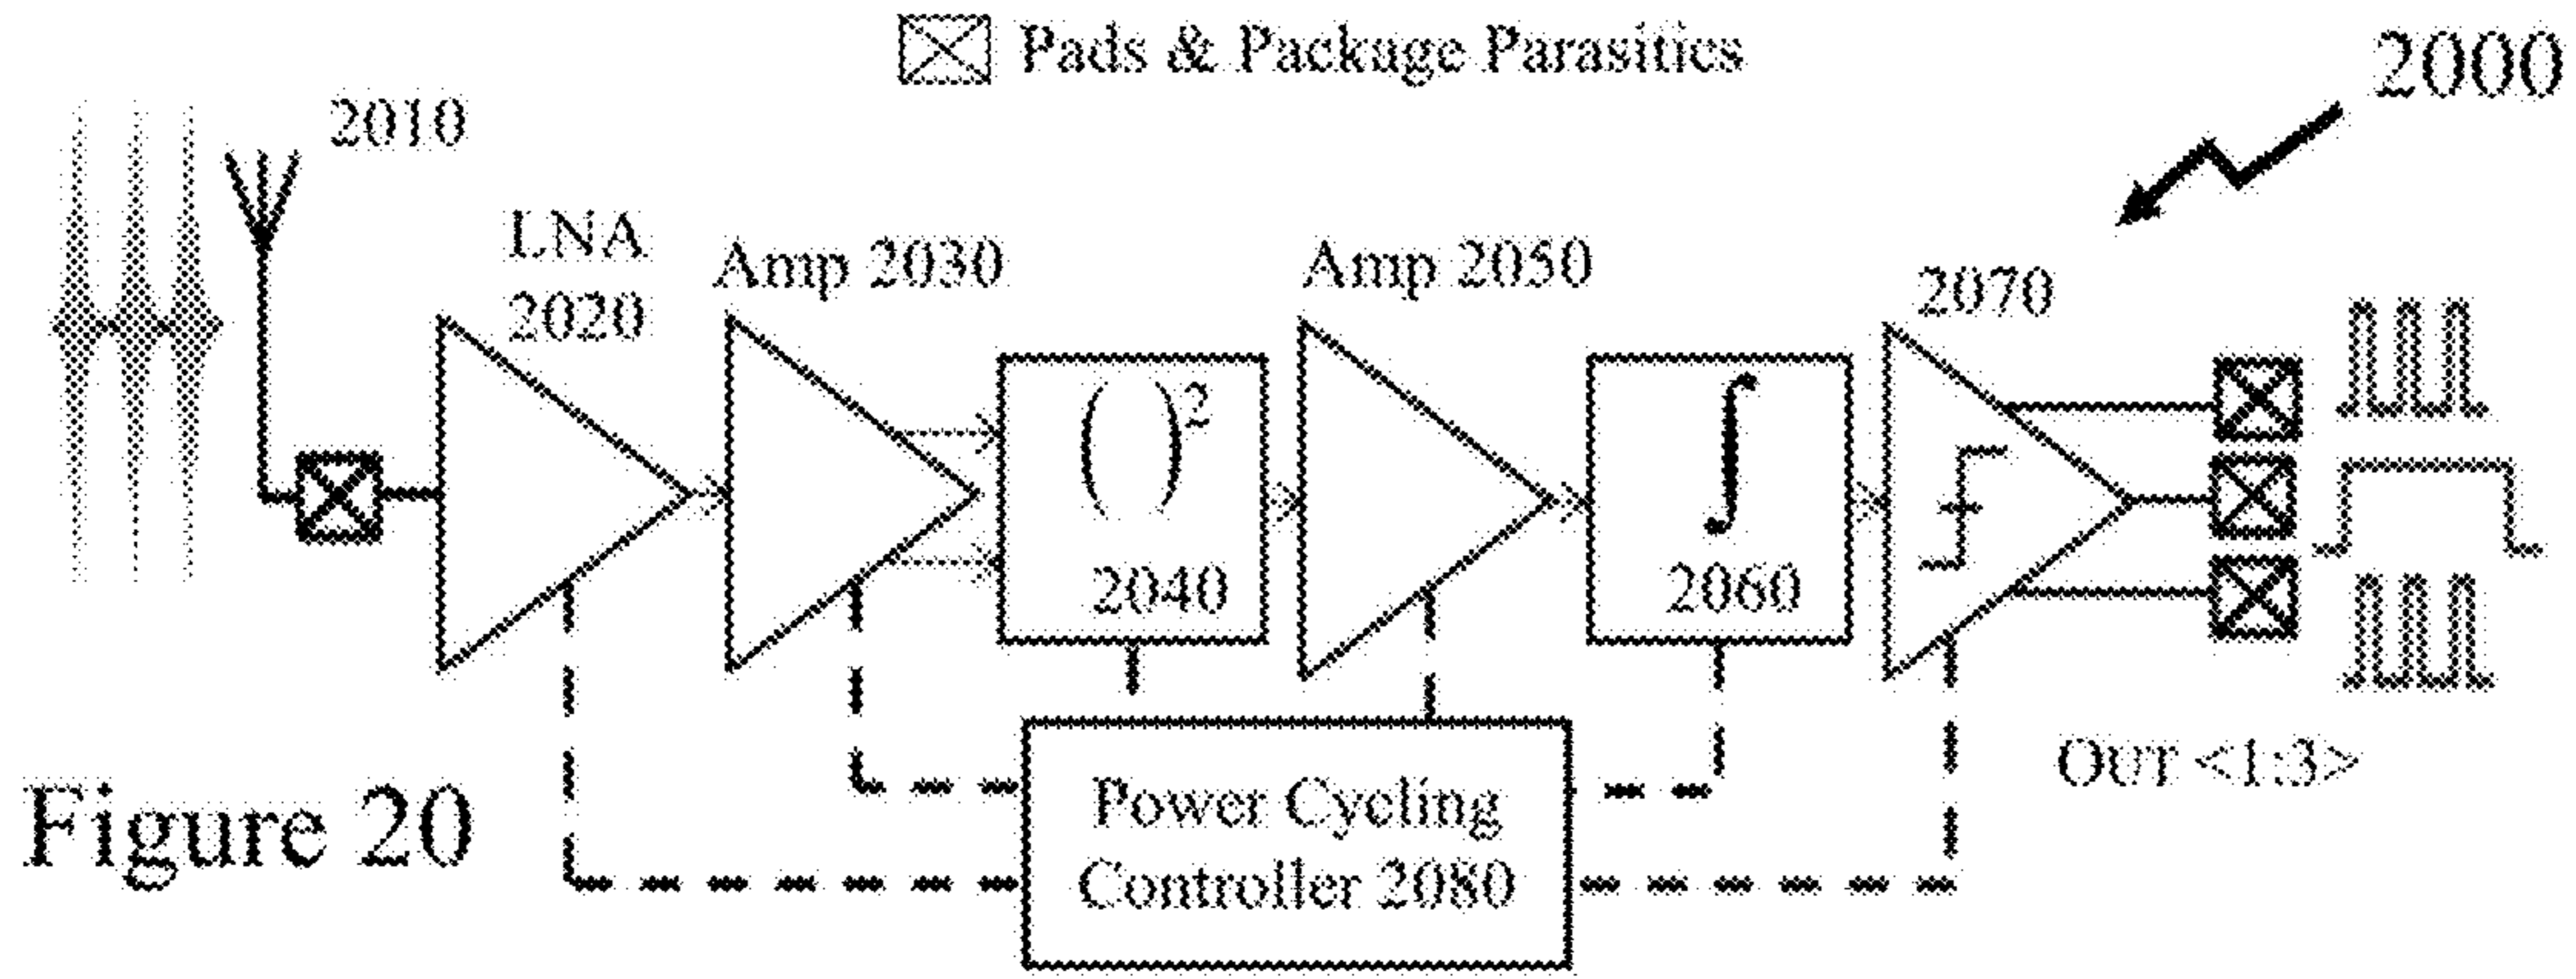 Pads & Package Parasitics
2000
2010
LNA
2020
Amp 2030
Amp 2050
2070
( )²
∫
2040
2060
OUT <1:3>
Power Cycling
Controller 2080
Figure 20